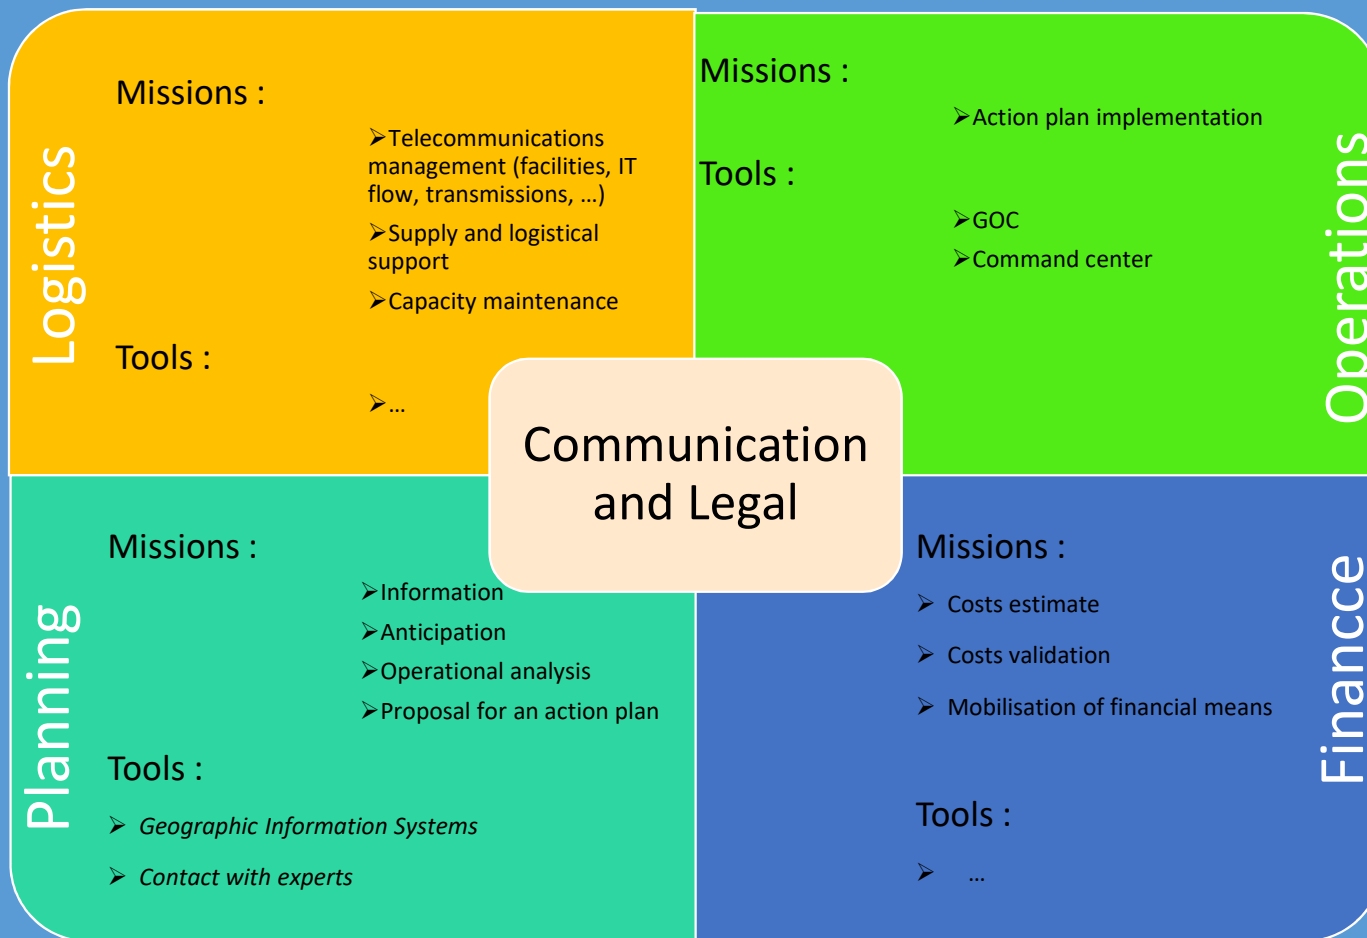 Logistics
Missions :
➢Telecommunications
management (facilities, IT
flow, transmissions, …)
➢Supply and logistical
support
➢Capacity maintenance
Tools :
➢…
Operations
Missions :
➢Action plan implementation
Tools :
➢GOC
➢Command center
Communication
and Legal
Planning
Missions :
➢Information
➢Anticipation
➢Operational analysis
➢Proposal for an action plan
Tools :
➢ Geographic Information Systems
➢ Contact with experts
Financce
Missions :
➢ Costs estimate
➢ Costs validation
➢ Mobilisation of financial means
Tools :
➢ …